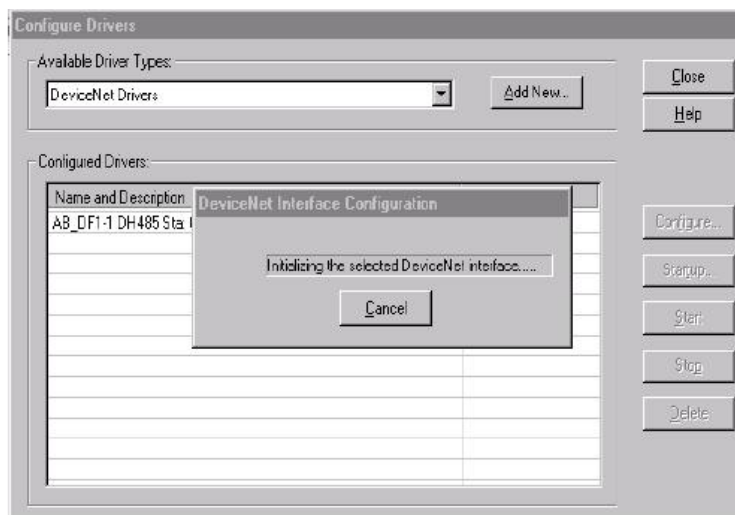 Configure Drivers
Available Driver Types:
DeviceNet Drivers
Add New...
Close
Help
Configured Drivers:
Name and Description
AB_DF1-1 DH485 Sta:
DeviceNet Interface Configuration
Initializing the selected DeviceNet interface.....
Cancel
Configure...
Startup...
Start
Stop
Delete